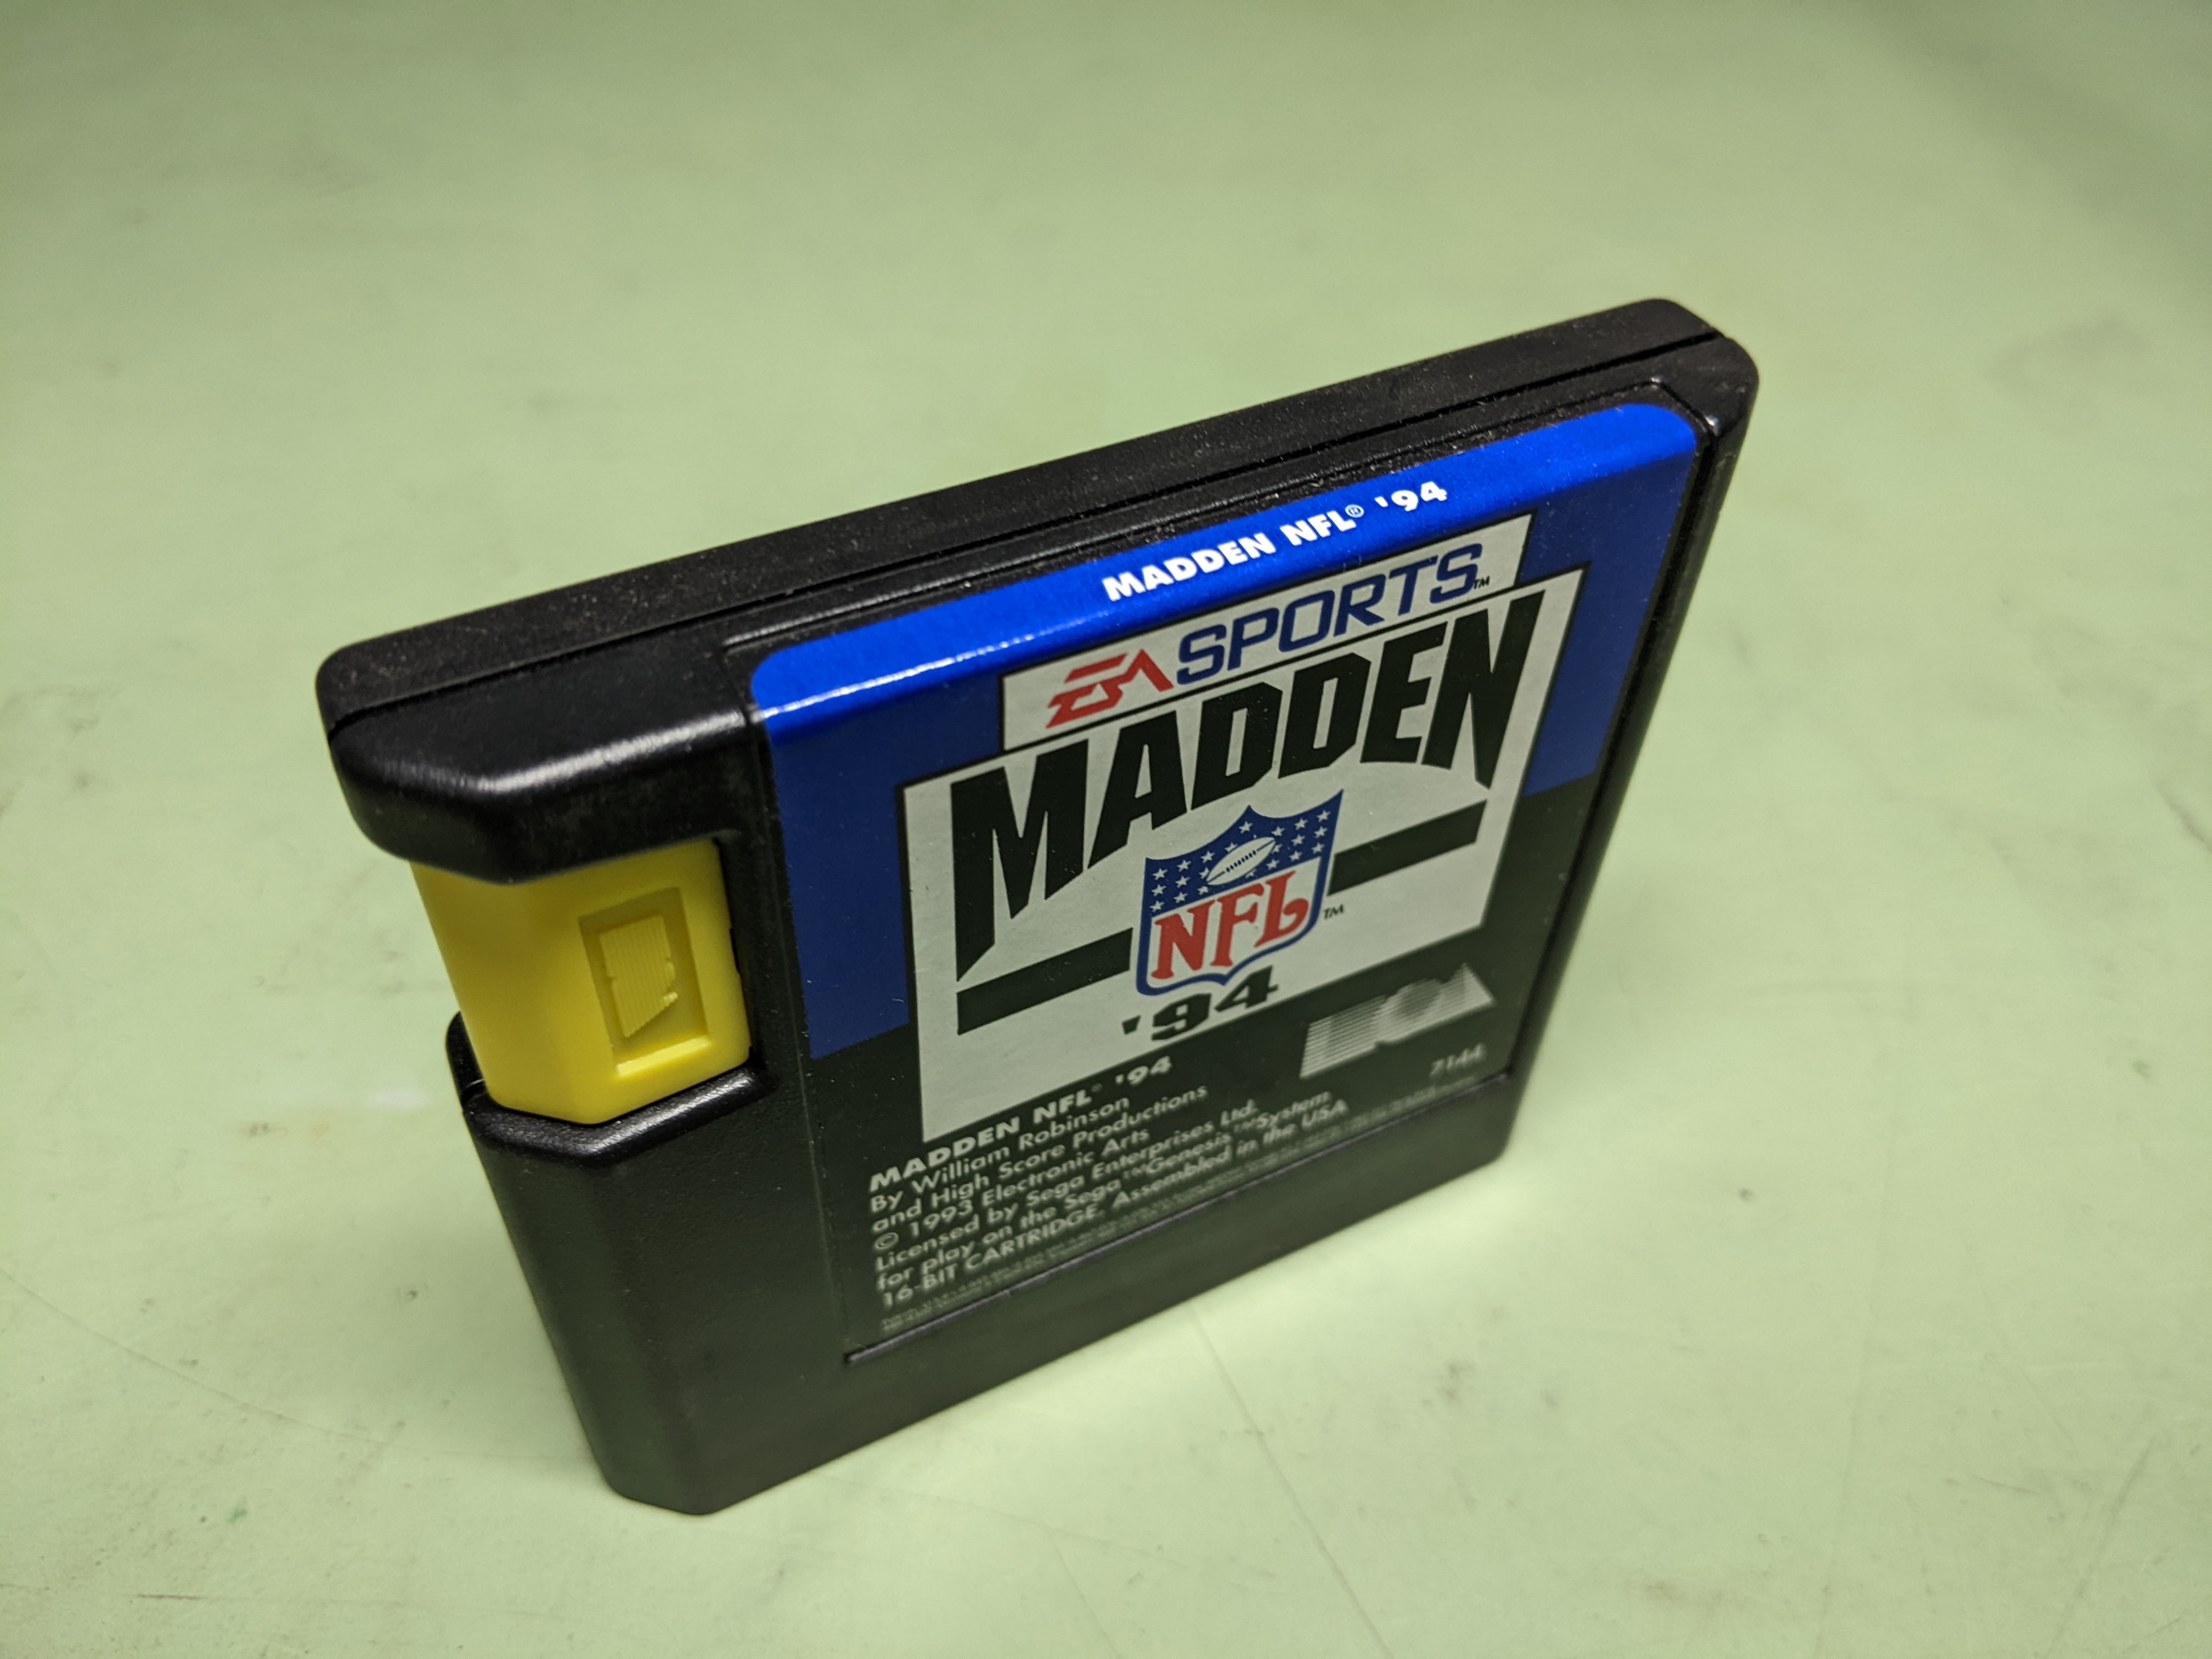 MADDEN NFL® '94
EA SPORTS™
MADDEN
NFL™
'94
7144
MADDEN NFL® '94
By William Robinson
and High Score Productions
© 1993 Electronic Arts
Licensed by Sega Enterprises Ltd.
for play on the Sega™ Genesis™ System
16-BIT CARTRIDGE. Assembled in the USA